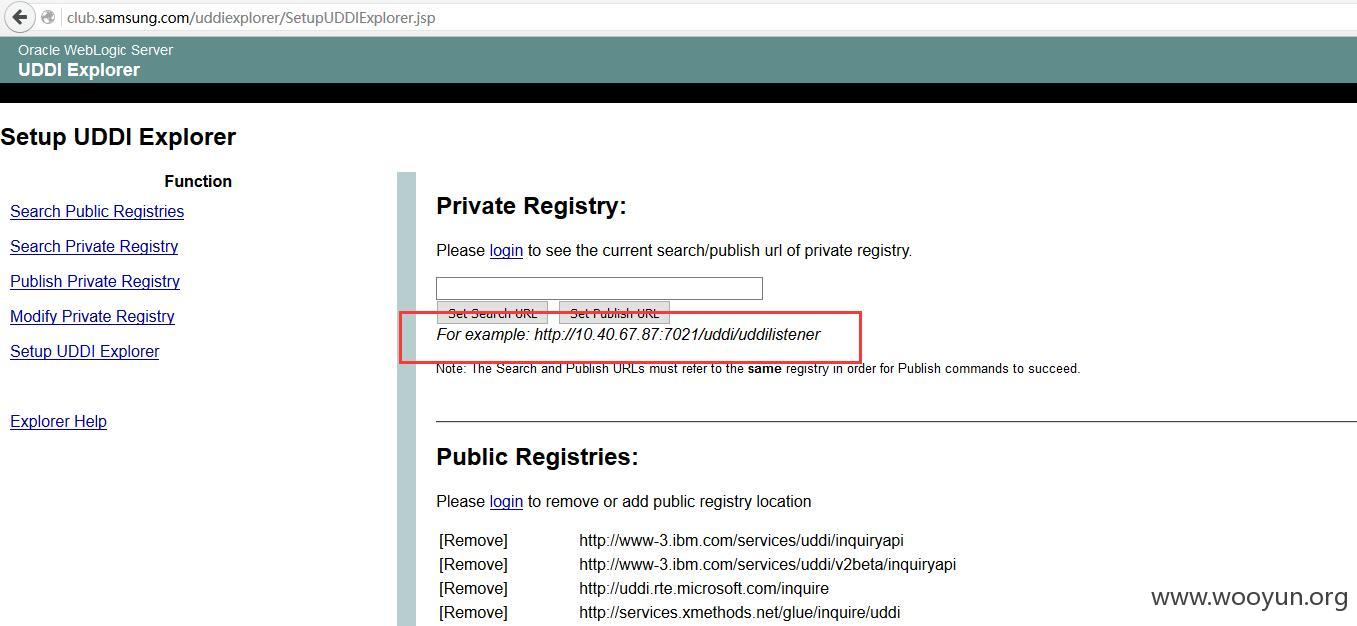 club.samsung.com/uddiexplorer/SetupUDDIExplorer.jsp
Oracle WebLogic Server
UDDI Explorer
Setup UDDI Explorer
Function
Search Public Registries
Search Private Registry
Publish Private Registry
Modify Private Registry
Setup UDDI Explorer
Explorer Help
Private Registry:
Please login to see the current search/publish url of private registry.
Set Search URL Set Publish URL
For example: http://10.40.67.87:7021/uddi/uddilistener
Note: The Search and Publish URLs must refer to the same registry in order for Publish commands to succeed.
Public Registries:
Please login to remove or add public registry location
[Remove] http://www-3.ibm.com/services/uddi/inquiryapi
[Remove] http://www-3.ibm.com/services/uddi/v2beta/inquiryapi
[Remove] http://uddi.rte.microsoft.com/inquire
[Remove] http://services.xmethods.net/glue/inquire/uddi
www.wooyun.org